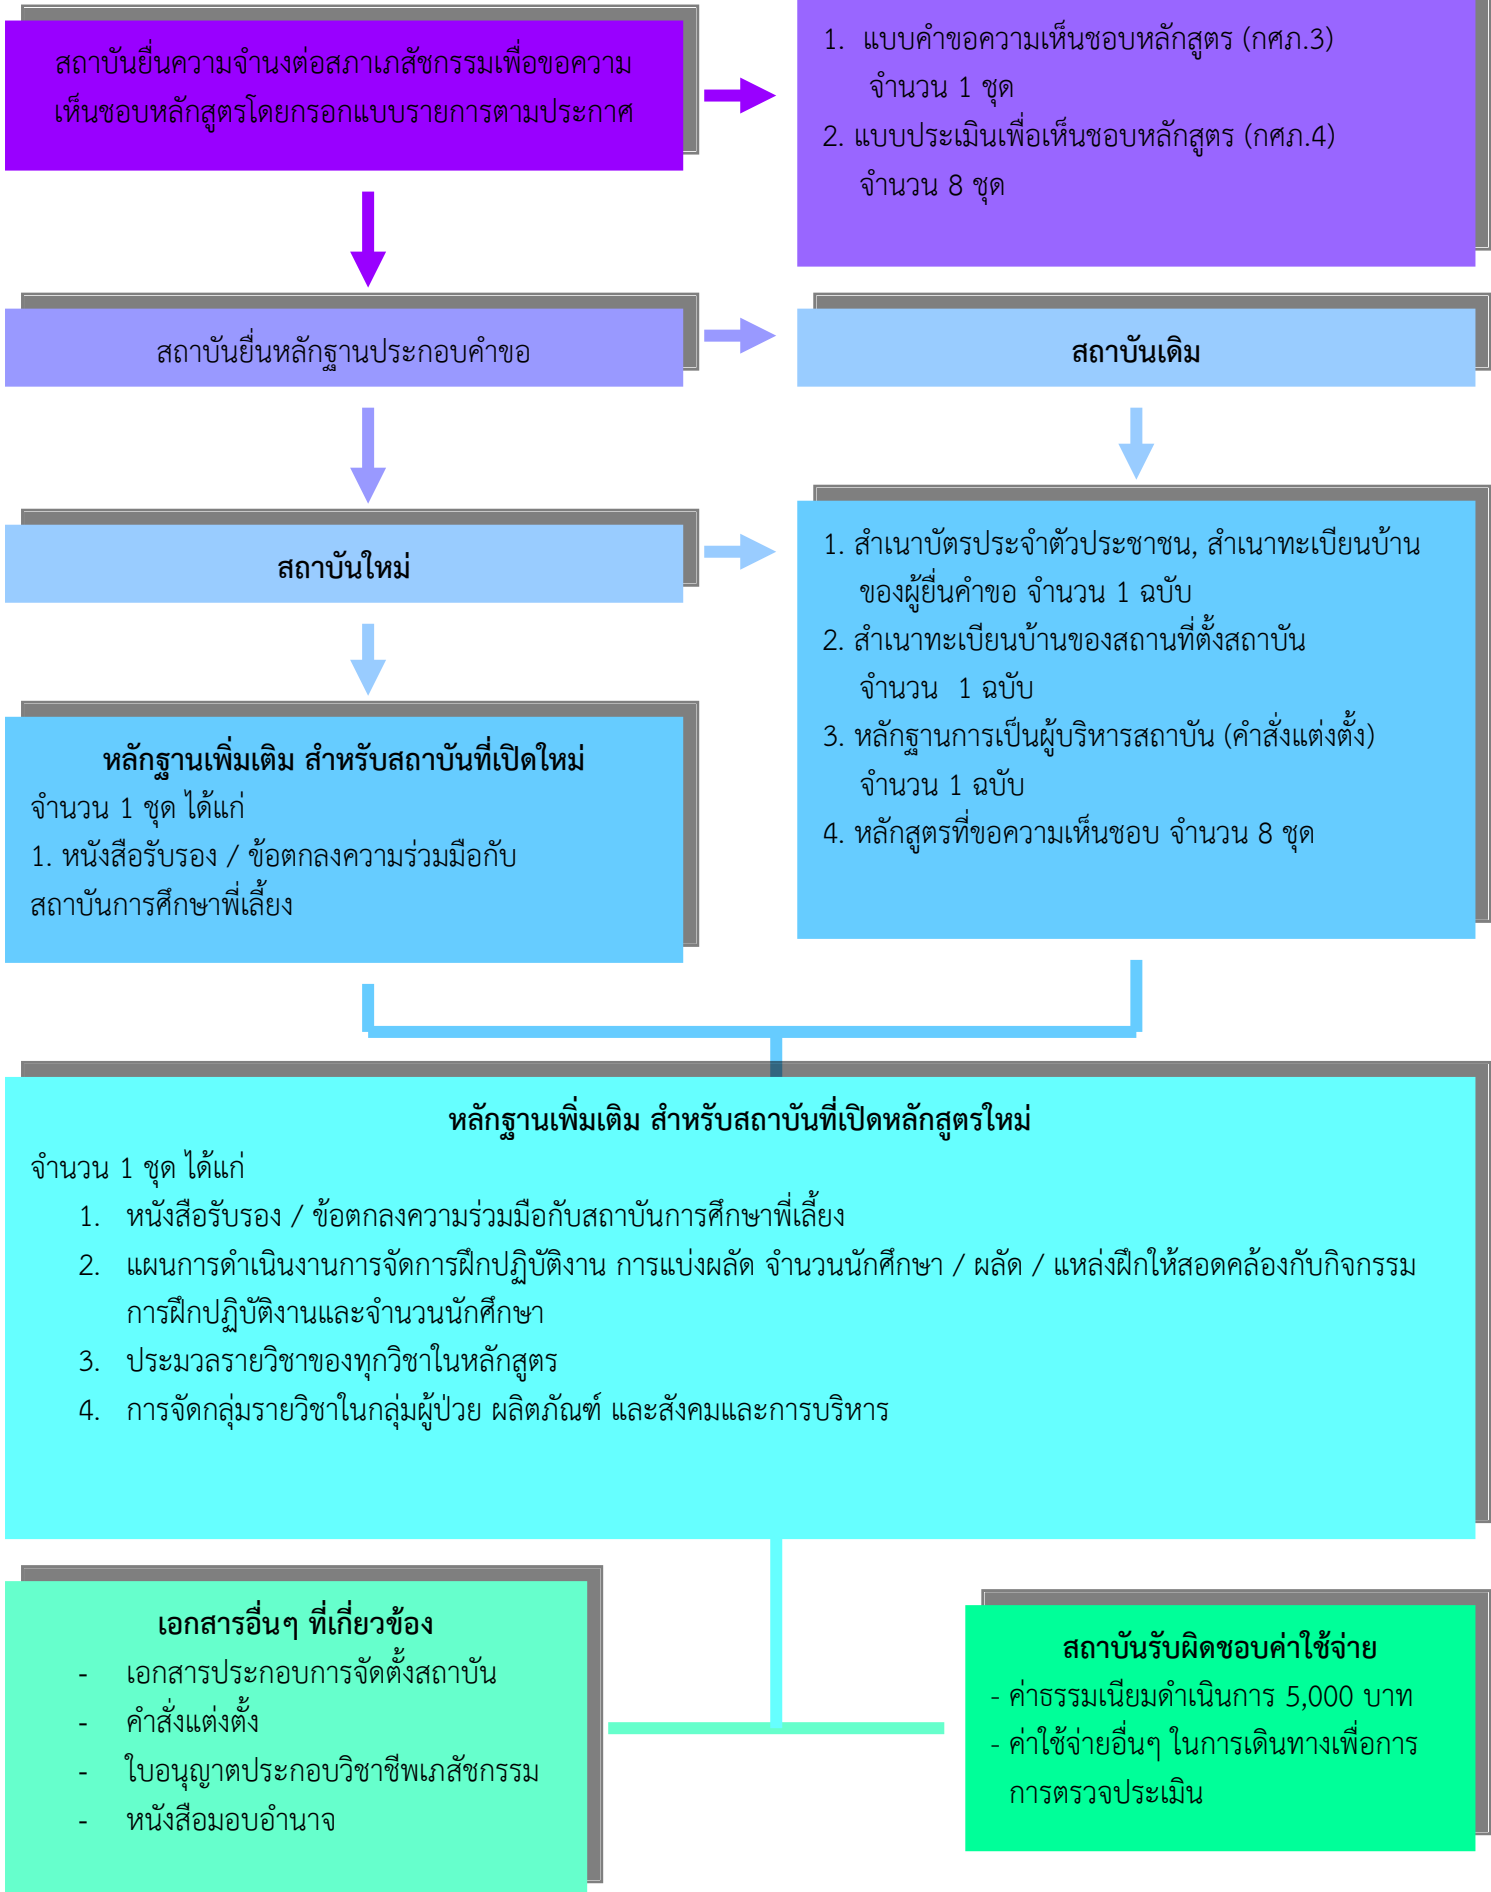 สถาบันยื่นความจำนงต่อสภาเภสัชกรรมเพื่อขอความ
เห็นชอบหลักสูตรโดยกรอกแบบรายการตามประกาศ
1. แบบคำขอความเห็นชอบหลักสูตร (กศภ.3)
จำนวน 1 ชุด
2. แบบประเมินเพื่อเห็นชอบหลักสูตร (กศภ.4)
จำนวน 8 ชุด
สถาบันยื่นหลักฐานประกอบคำขอ
สถาบันเดิม
สถาบันใหม่
1. สำเนาบัตรประจำตัวประชาชน, สำเนาทะเบียนบ้าน
ของผู้ยื่นคำขอ จำนวน 1 ฉบับ
2. สำเนาทะเบียนบ้านของสถานที่ตั้งสถาบัน
จำนวน 1 ฉบับ
3. หลักฐานการเป็นผู้บริหารสถาบัน (คำสั่งแต่งตั้ง)
จำนวน 1 ฉบับ
4. หลักสูตรที่ขอความเห็นชอบ จำนวน 8 ชุด
หลักฐานเพิ่มเติม สำหรับสถาบันที่เปิดใหม่
จำนวน 1 ชุด ได้แก่
1. หนังสือรับรอง / ข้อตกลงความร่วมมือกับ
สถาบันการศึกษาพี่เลี้ยง
หลักฐานเพิ่มเติม สำหรับสถาบันที่เปิดหลักสูตรใหม่
จำนวน 1 ชุด ได้แก่
1. หนังสือรับรอง / ข้อตกลงความร่วมมือกับสถาบันการศึกษาพี่เลี้ยง
2. แผนการดำเนินงานการจัดการฝึกปฏิบัติงาน การแบ่งผลัด จำนวนนักศึกษา / ผลัด / แหล่งฝึกให้สอดคล้องกับกิจกรรม
การฝึกปฏิบัติงานและจำนวนนักศึกษา
3. ประมวลรายวิชาของทุกวิชาในหลักสูตร
4. การจัดกลุ่มรายวิชาในกลุ่มผู้ป่วย ผลิตภัณฑ์ และสังคมและการบริหาร
เอกสารอื่นๆ ที่เกี่ยวข้อง
- เอกสารประกอบการจัดตั้งสถาบัน
- คำสั่งแต่งตั้ง
- ใบอนุญาตประกอบวิชาชีพเภสัชกรรม
- หนังสือมอบอำนาจ
สถาบันรับผิดชอบค่าใช้จ่าย
- ค่าธรรมเนียมดำเนินการ 5,000 บาท
- ค่าใช้จ่ายอื่นๆ ในการเดินทางเพื่อการ
การตรวจประเมิน